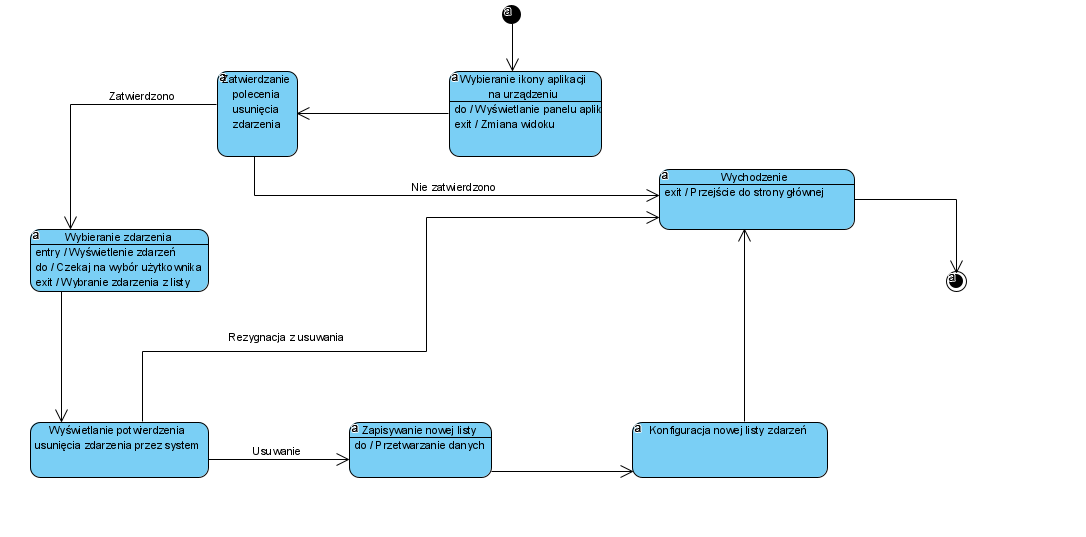 a
a
Wybieranie ikony aplikacji
na urządzeniu
do / Wyświetlanie panelu aplik
exit / Zmiana widoku
a
Zatwierdzanie
polecenia
usunięcia
zdarzenia
Zatwierdzono
Nie zatwierdzono
a
Wychodzenie
exit / Przejście do strony głównej
a
a
Wybieranie zdarzenia
entry / Wyświetlenie zdarzeń
do / Czekaj na wybór użytkownika
exit / Wybranie zdarzenia z listy
Rezygnacja z usuwania
Wyświetlanie potwierdzenia
usunięcia zdarzenia przez system
Usuwanie
a
Zapisywanie nowej listy
do / Przetwarzanie danych
a
Konfiguracja nowej listy zdarzeń